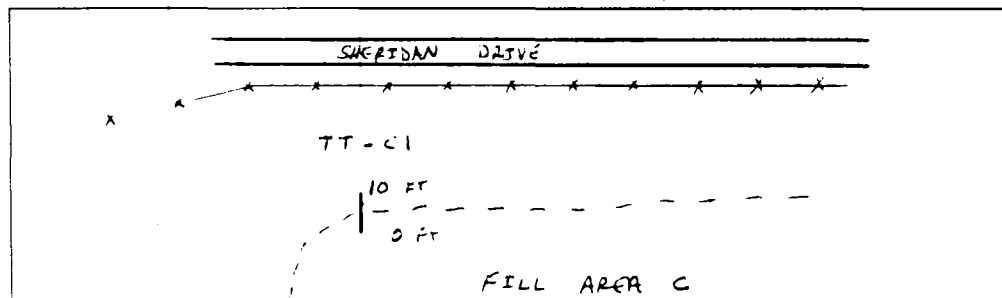 SHERIDAN DRIVE
TT-C1
10 FT
0 FT
FILL AREA C